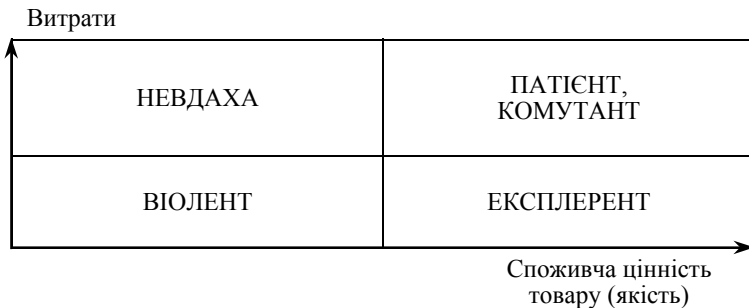 Витрати
НЕВДАХА
ПАТІЄНТ,
КОМУТАНТ
ВІОЛЕНТ
ЕКСПЛЕРЕНТ
Споживча цінність
товару (якість)